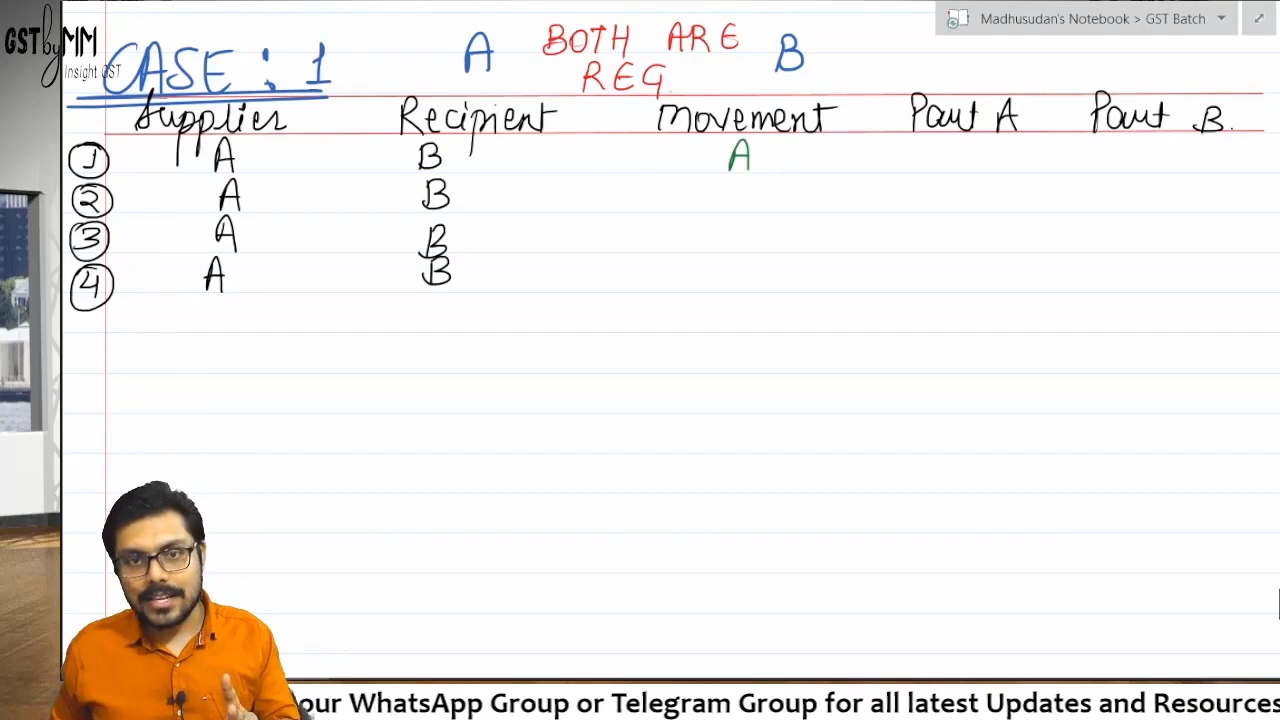 Madhusudan's Notebook > GST Batch
GST by MM
Insight GST
CASE : 1 A BOTH ARE REG. B
Supplier Recipient Movement Part A Part B.
1 A B A
2 A B
3 A B
4 A B
our WhatsApp Group or Telegram Group for all latest Updates and Resources